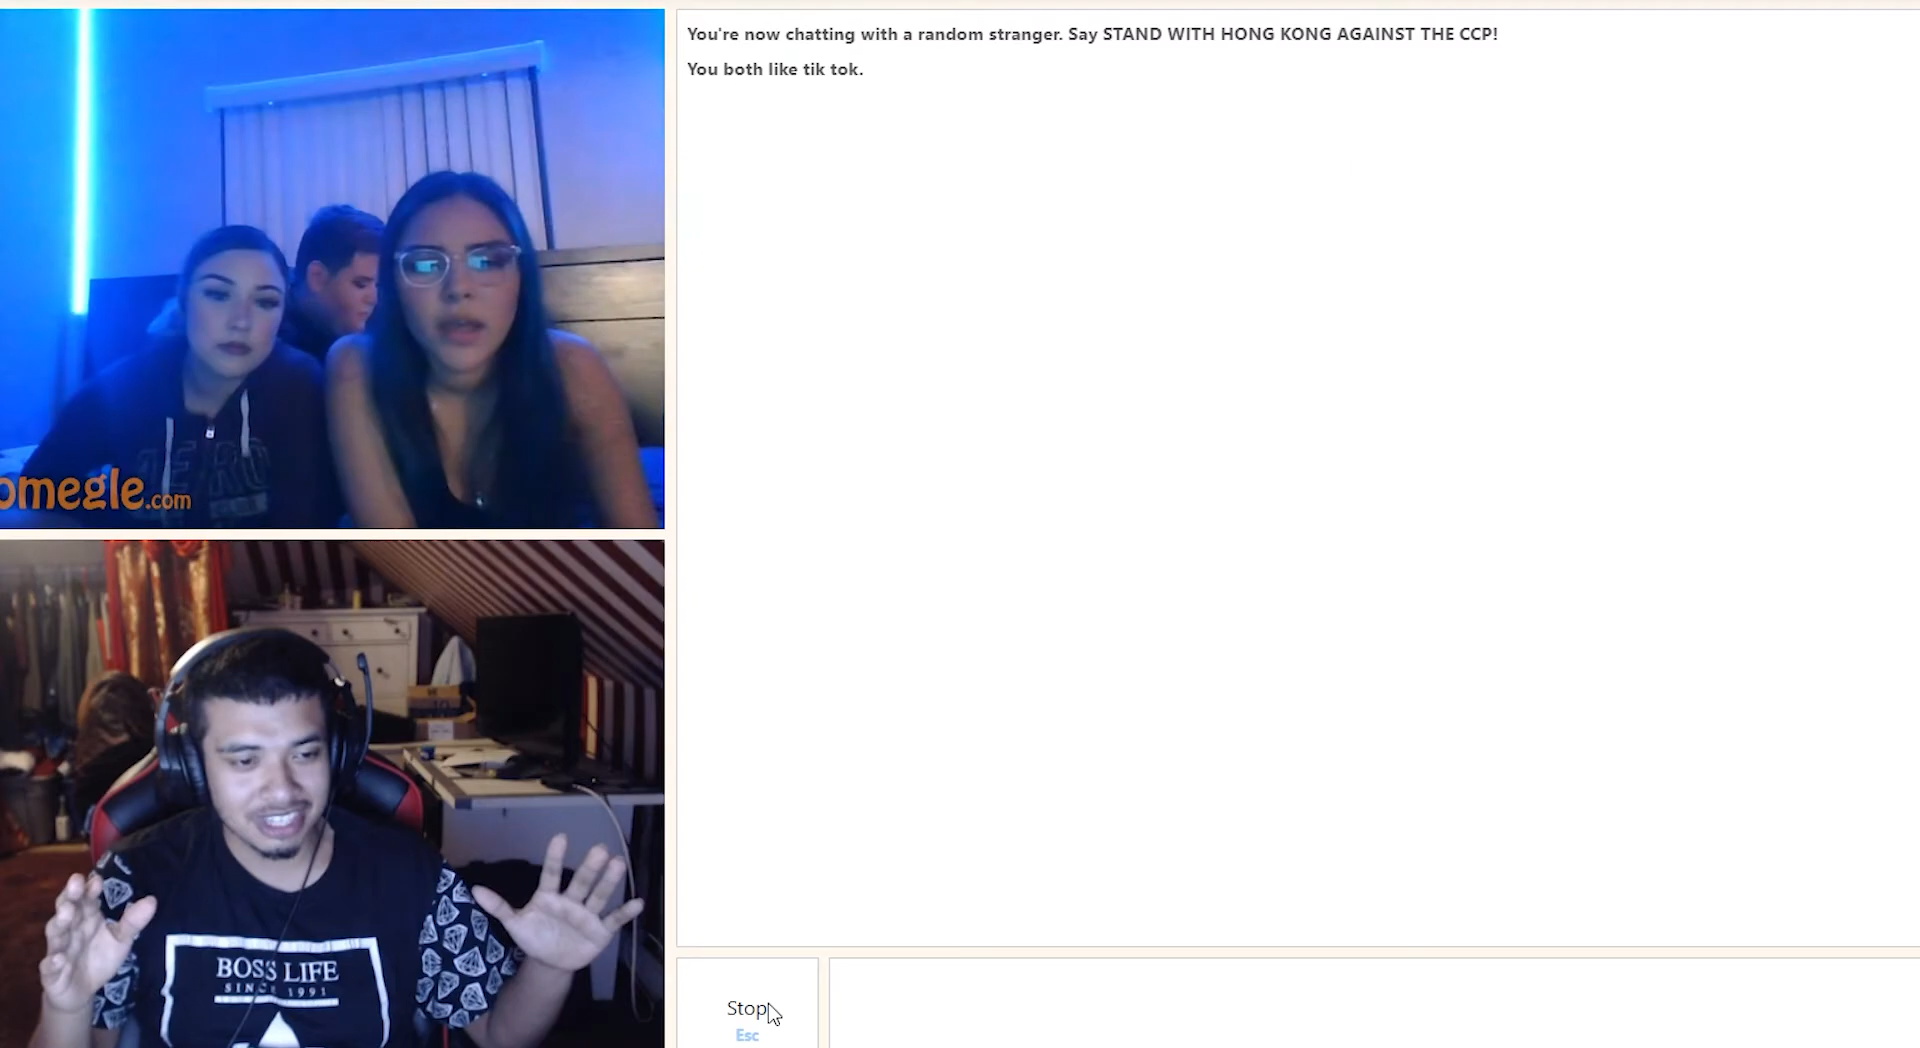 You're now chatting with a random stranger. Say STAND WITH HONG KONG AGAINST THE CCP!
You both like tik tok.
omegle.com
ZERO
BOSS LIFE
SINCE 1991
Stop
Esc